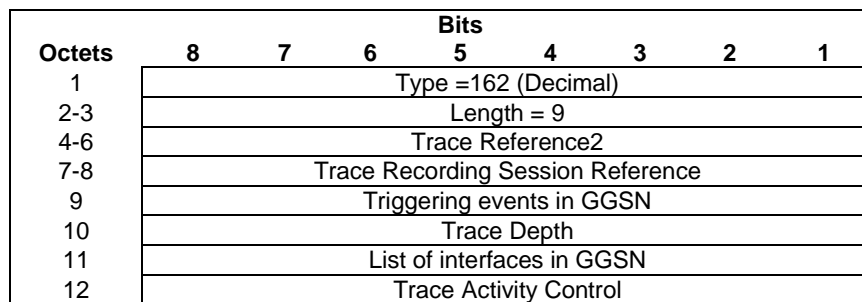 Bits
Octets 8 7 6 5 4 3 2 1
1 Type =162 (Decimal)
2-3 Length = 9
4-6 Trace Reference2
7-8 Trace Recording Session Reference
9 Triggering events in GGSN
10 Trace Depth
11 List of interfaces in GGSN
12 Trace Activity Control